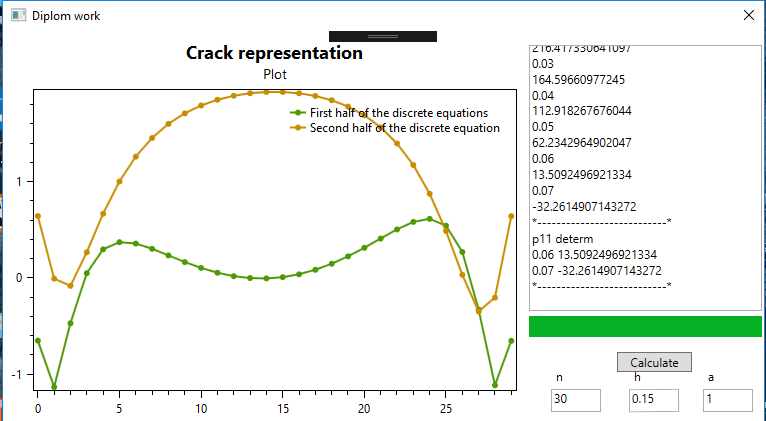 Diplom work
Crack representation
Plot
First half of the discrete equations
Second half of the discrete equation
1
0
-1
0
5
10
15
20
25
216.417330641097
0.03
164.59660977245
0.04
112.918267676044
0.05
62.2342964902047
0.06
13.5092496921334
0.07
-32.2614907143272
*---------------------------*
p11 determ
0.06 13.5092496921334
0.07 -32.2614907143272
*---------------------------*
Calculate
n h a
30 0.15 1